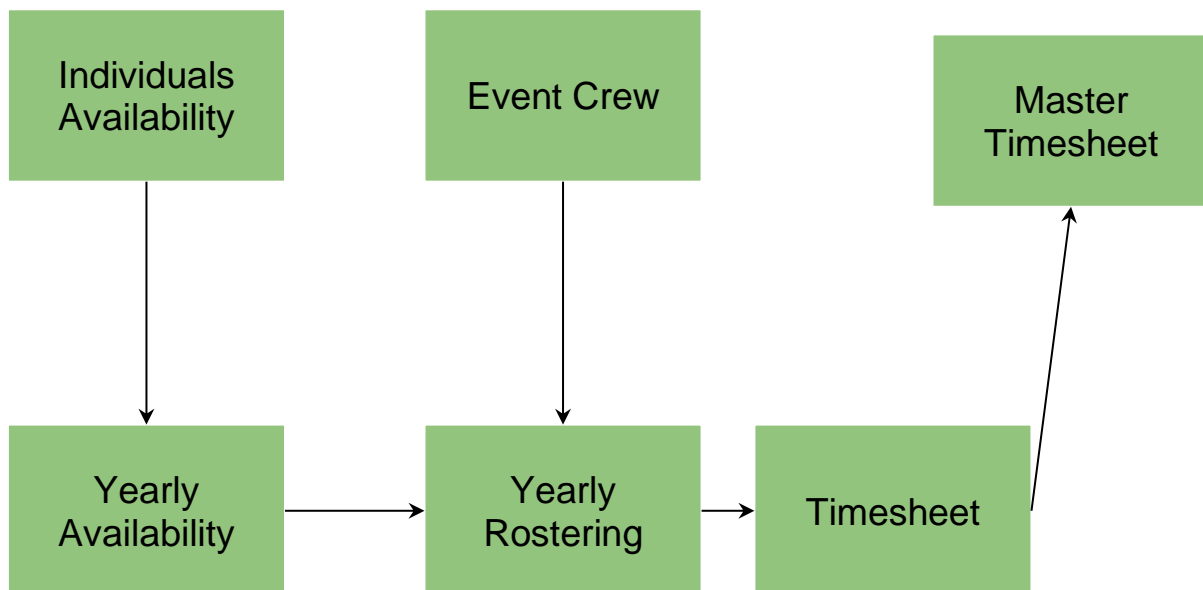 Individuals
Availability
Event Crew
Master
Timesheet
Yearly
Availability
Yearly
Rostering
Timesheet